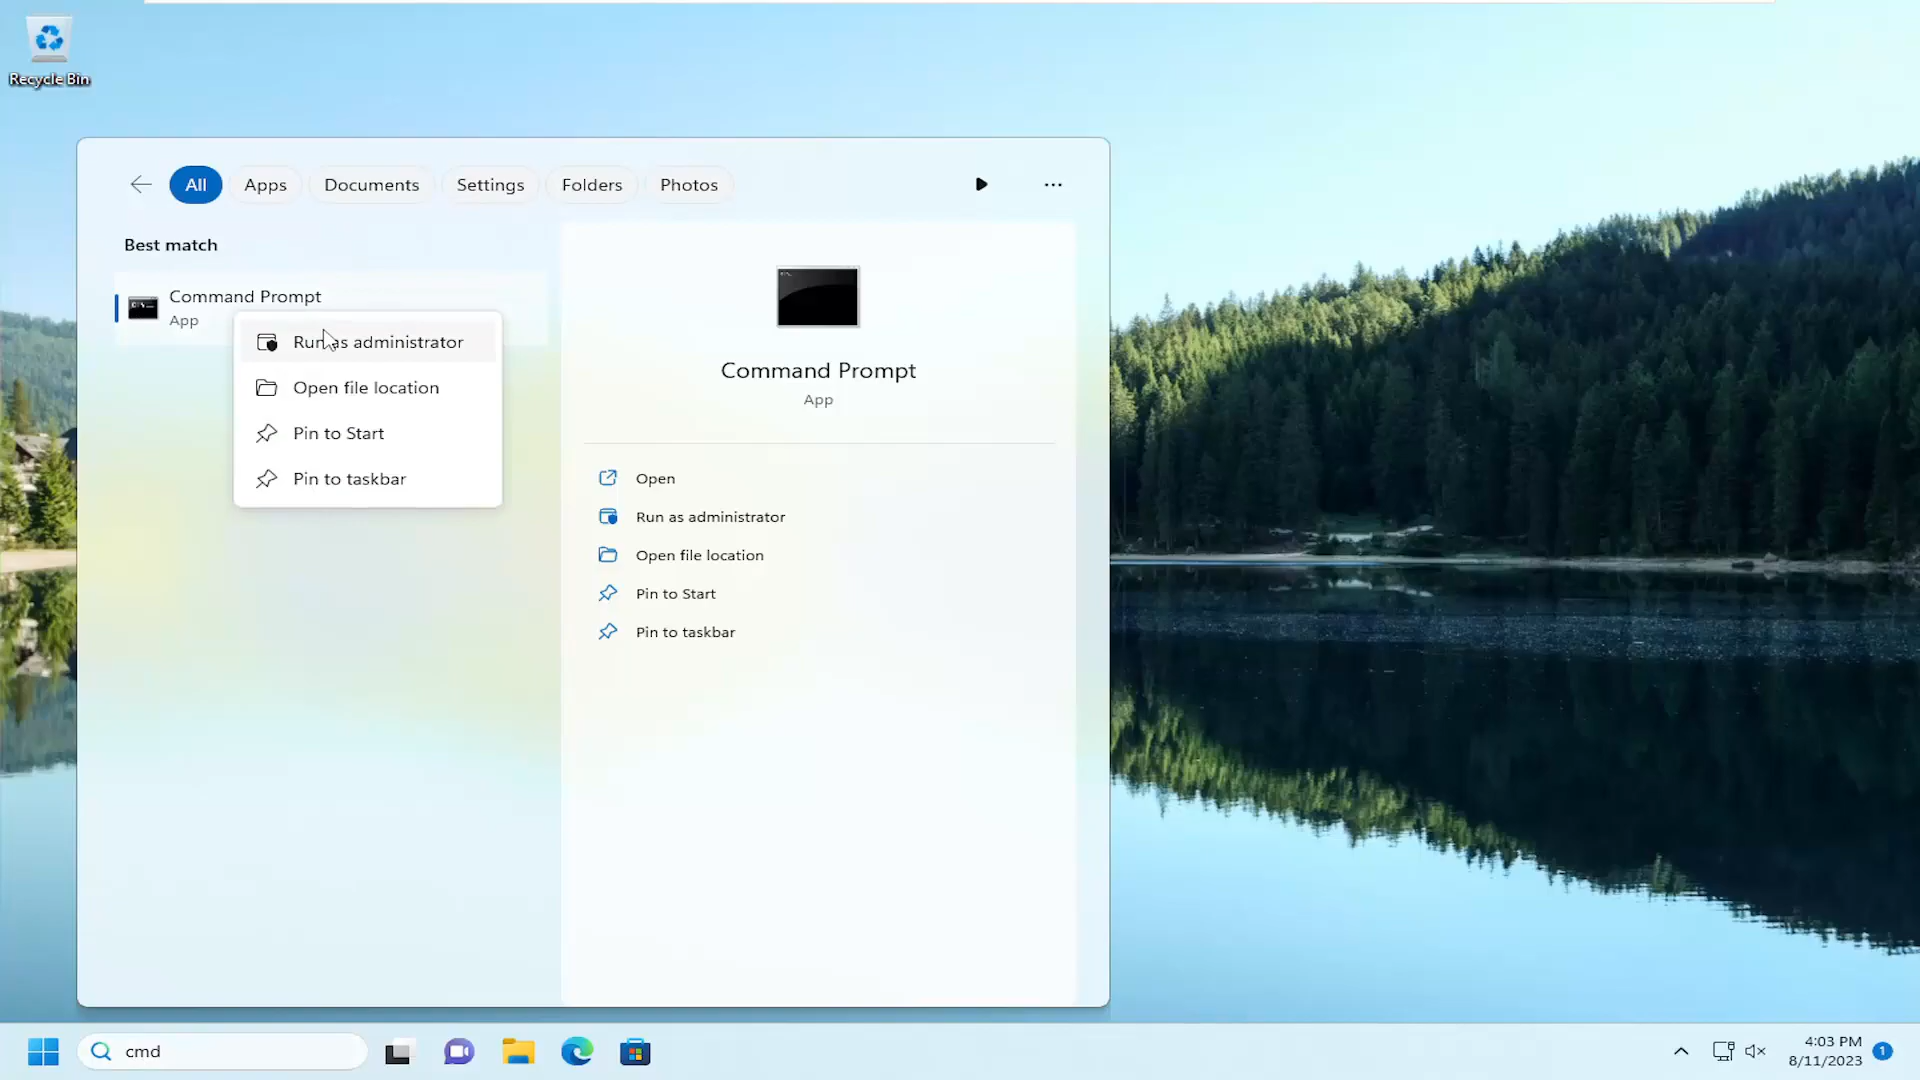 Recycle Bin
All
Apps
Documents
Settings
Folders
Photos
Best match
Command Prompt
App
Run as administrator
Open file location
Pin to Start
Pin to taskbar
Command Prompt
App
Open
Run as administrator
Open file location
Pin to Start
Pin to taskbar
cmd
4:03 PM
8/11/2023
1